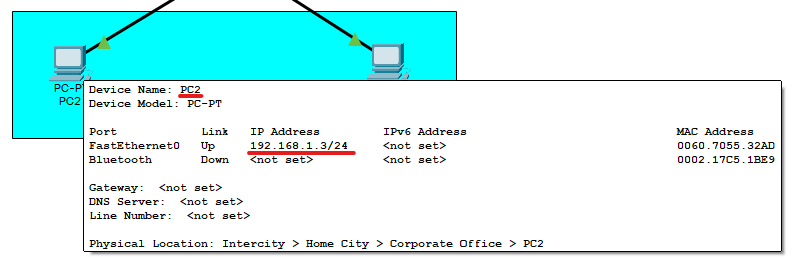 PC-PT
PC2
Device Name: PC2
Device Model: PC-PT
Port Link IP Address IPv6 Address MAC Address
FastEthernet0 Up 192.168.1.3/24 <not set> 0060.7055.32AD
Bluetooth Down <not set> <not set> 0002.17C5.1BE9
Gateway: <not set>
DNS Server: <not set>
Line Number: <not set>
Physical Location: Intercity > Home City > Corporate Office > PC2